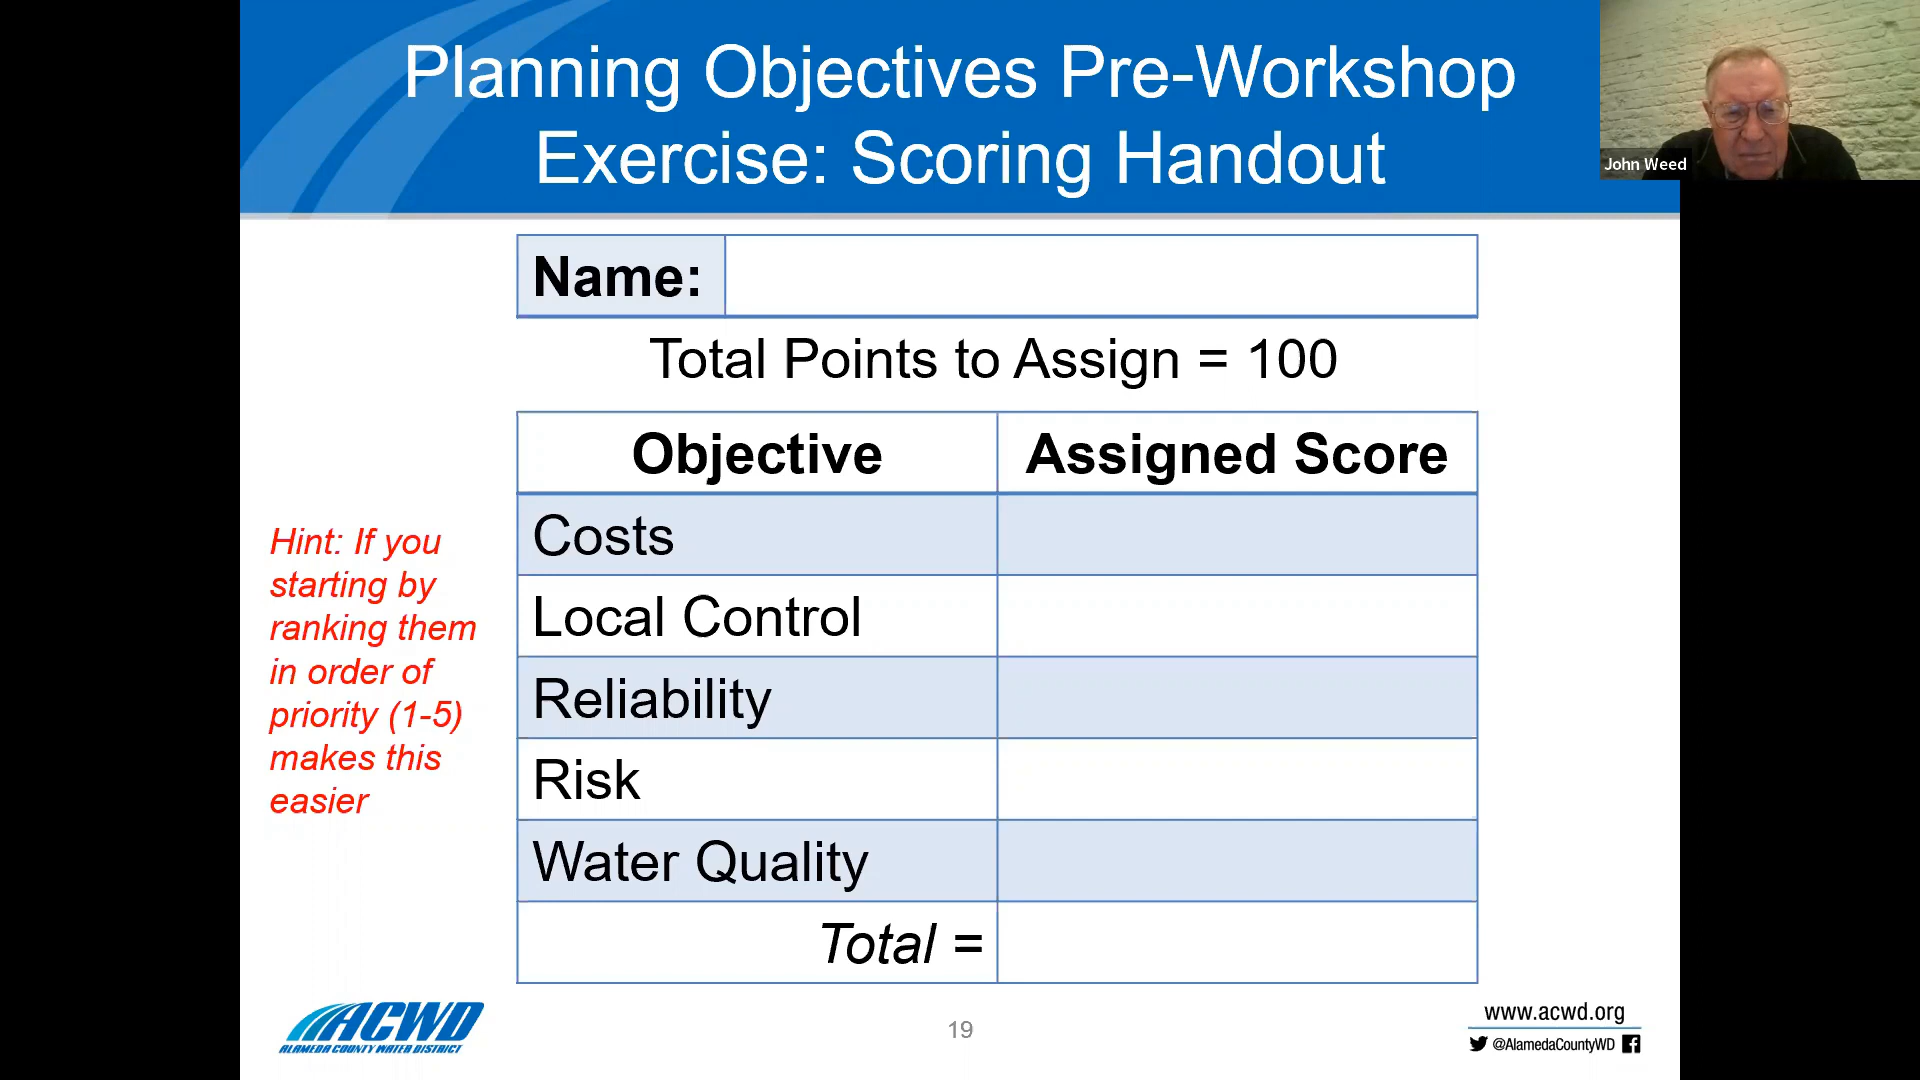 Planning Objectives Pre-Workshop
Exercise: Scoring Handout
John Weed
Name:
Total Points to Assign = 100
Objective Assigned Score
Costs
Local Control
Reliability
Risk
Water Quality
Total =
Hint: If you
starting by
ranking them
in order of
priority (1-5)
makes this
easier
ACWD
ALAMEDA COUNTY WATER DISTRICT
19
www.acwd.org
@AlamedaCountyWD